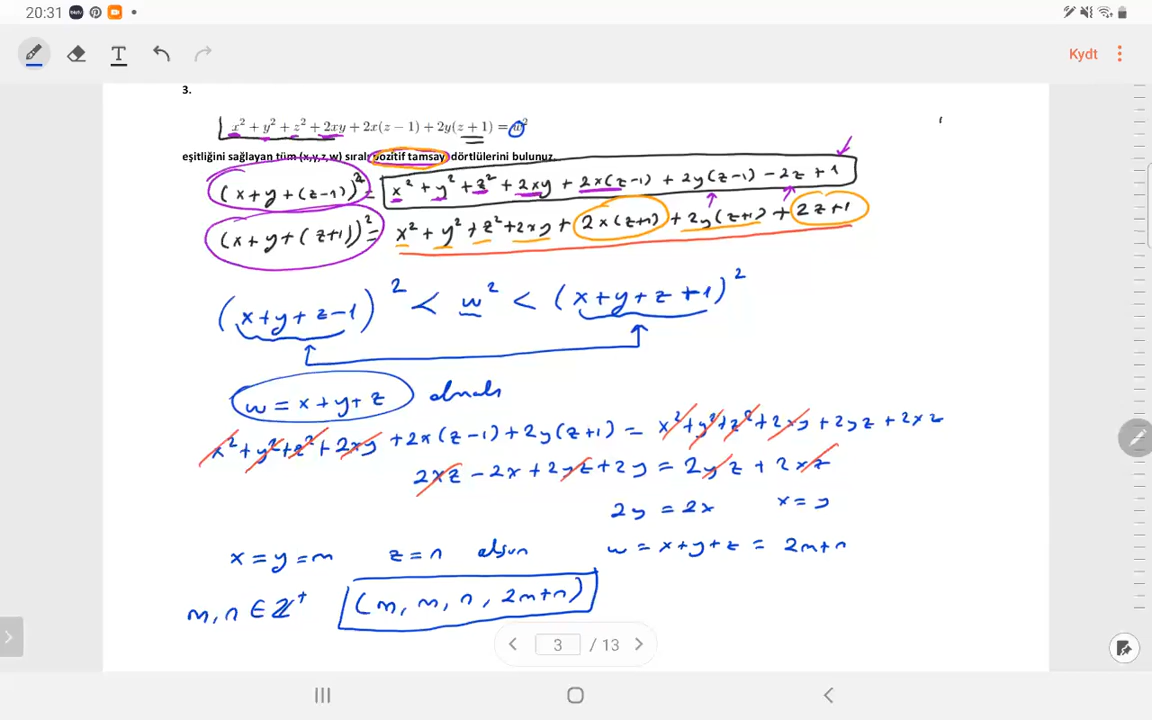 20:31
T
Kydt
3.
x² + y² + z² + 2xy + 2x(z − 1) + 2y(z + 1) = w²
eşitliğini sağlayan tüm (x,y,z,w) sıralı pozitif tamsayı dörtlülerini bulunuz.
(x+y+(z-1))² = x² + y² + z² + 2xy + 2x(z-1) + 2y(z-1) - 2z + 1
(x+y+(z+1))² = x² + y² + z² + 2xy + 2x(z+1) + 2y(z+1) + 2z+1
(x+y+z-1)² < w² < (x+y+z+1)²
w = x+y+z olmalı
x²+y²+z²+2xy +2x(z-1)+2y(z+1) = x²+y²+z²+2xy+2yz+2xz
2xz - 2x + 2yz + 2y = 2yz + 2xz
2y = 2x x = y
x = y = m z = n olsun w = x+y+z = 2m+n
m, n ∈ ℤ⁺ (m, m, n, 2m+n)
3 / 13